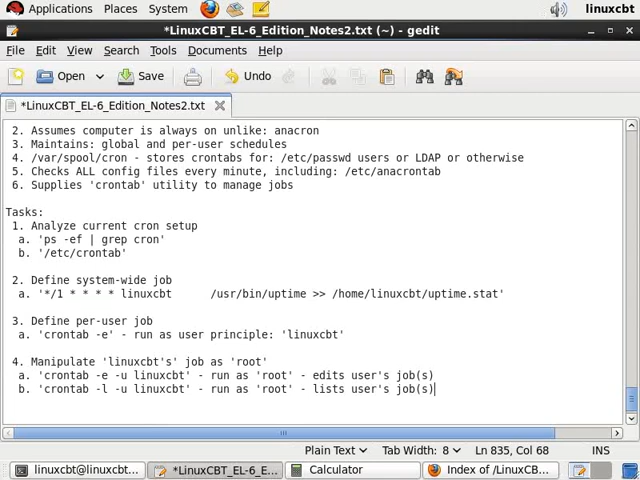 Applications Places System linuxcbt
*LinuxCBT_EL-6_Edition_Notes2.txt (~) - gedit
File Edit View Search Tools Documents Help
Open Save Undo
*LinuxCBT_EL-6_Edition_Notes2.txt
2. Assumes computer is always on unlike: anacron
3. Maintains: global and per-user schedules
4. /var/spool/cron - stores crontabs for: /etc/passwd users or LDAP or otherwise
5. Checks ALL config files every minute, including: /etc/anacrontab
6. Supplies 'crontab' utility to manage jobs
Tasks:
1. Analyze current cron setup
a. 'ps -ef | grep cron'
b. '/etc/crontab'
2. Define system-wide job
a. '*/1 * * * * linuxcbt /usr/bin/uptime >> /home/linuxcbt/uptime.stat'
3. Define per-user job
a. 'crontab -e' - run as user principle: 'linuxcbt'
4. Manipulate 'linuxcbt's' job as 'root'
a. 'crontab -e -u linuxcbt' - run as 'root' - edits user's job(s)
b. 'crontab -l -u linuxcbt' - run as 'root' - lists user's job(s)
Plain Text Tab Width: 8 Ln 835, Col 68 INS
linuxcbt@linuxcbt... *LinuxCBT_EL-6_E... Calculator Index of /LinuxCB...